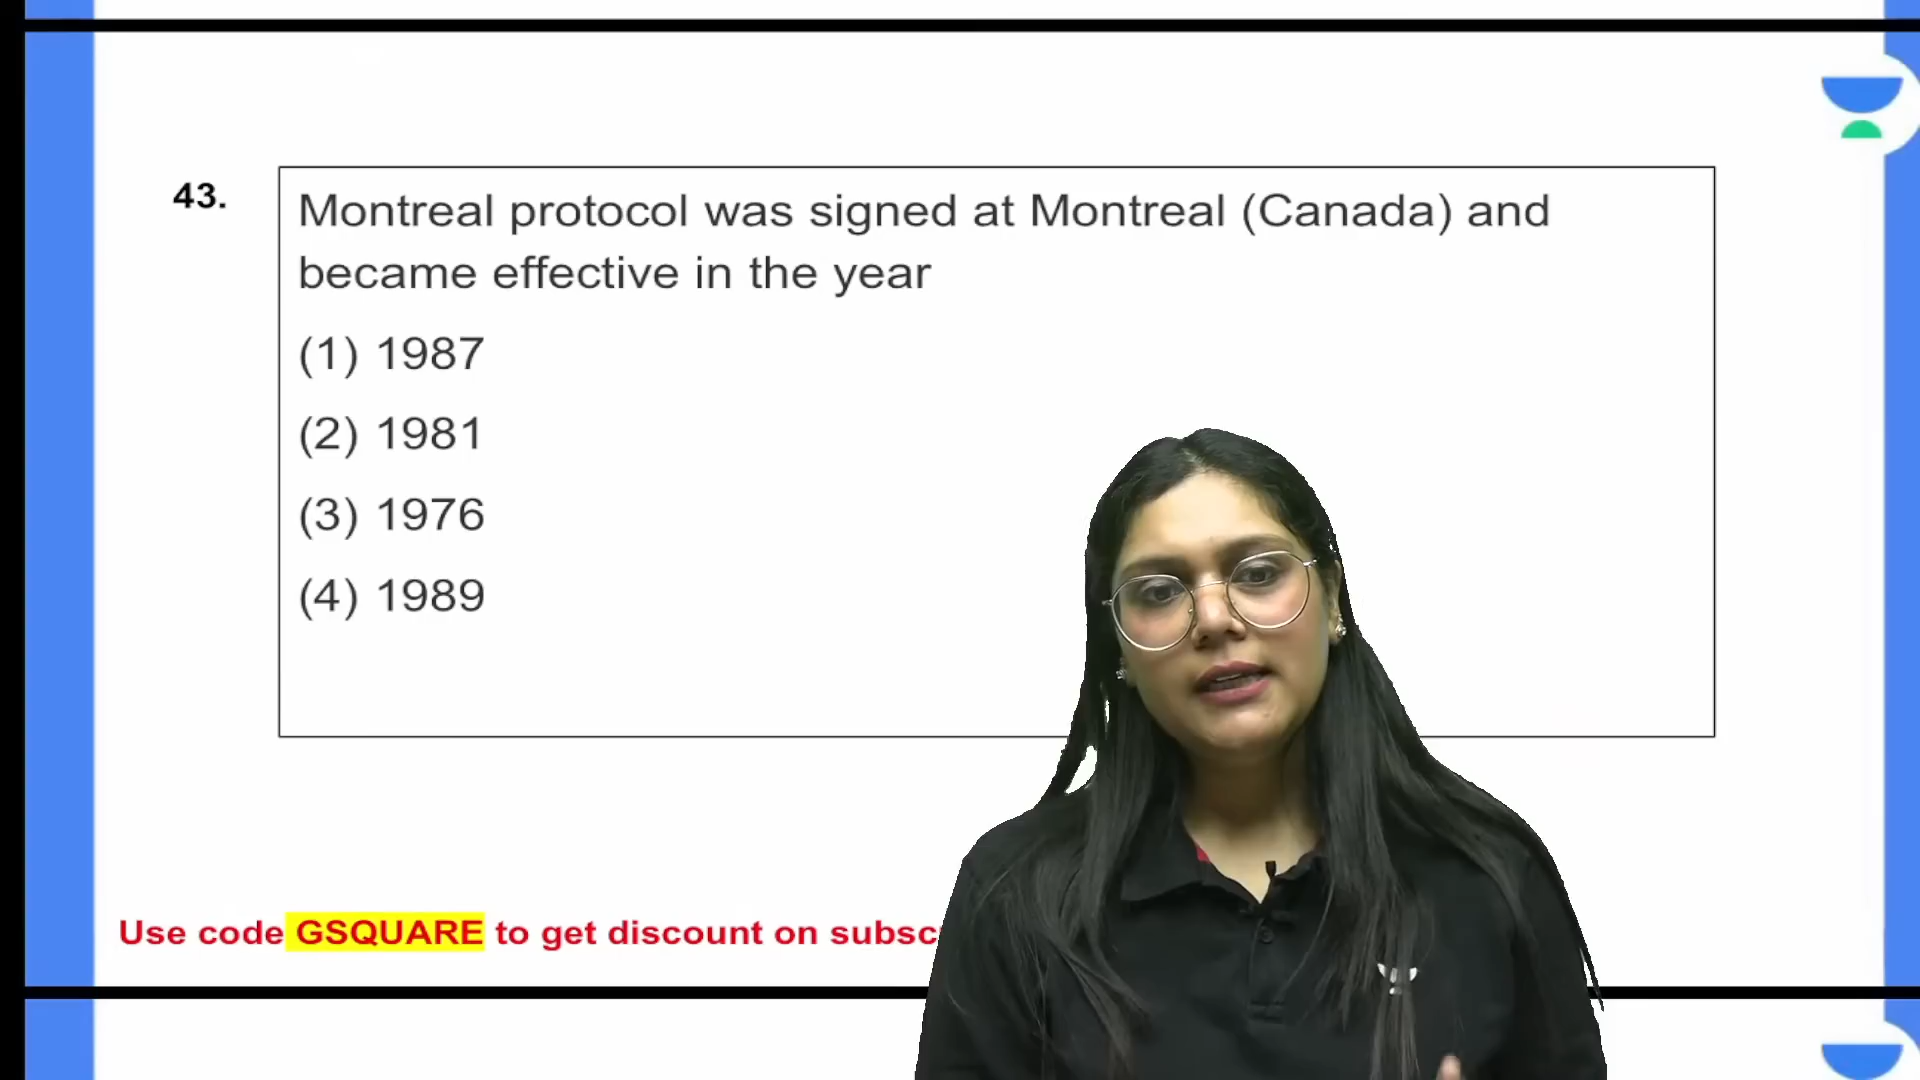 43.
Montreal protocol was signed at Montreal (Canada) and
became effective in the year
(1) 1987
(2) 1981
(3) 1976
(4) 1989
Use code GSQUARE to get discount on